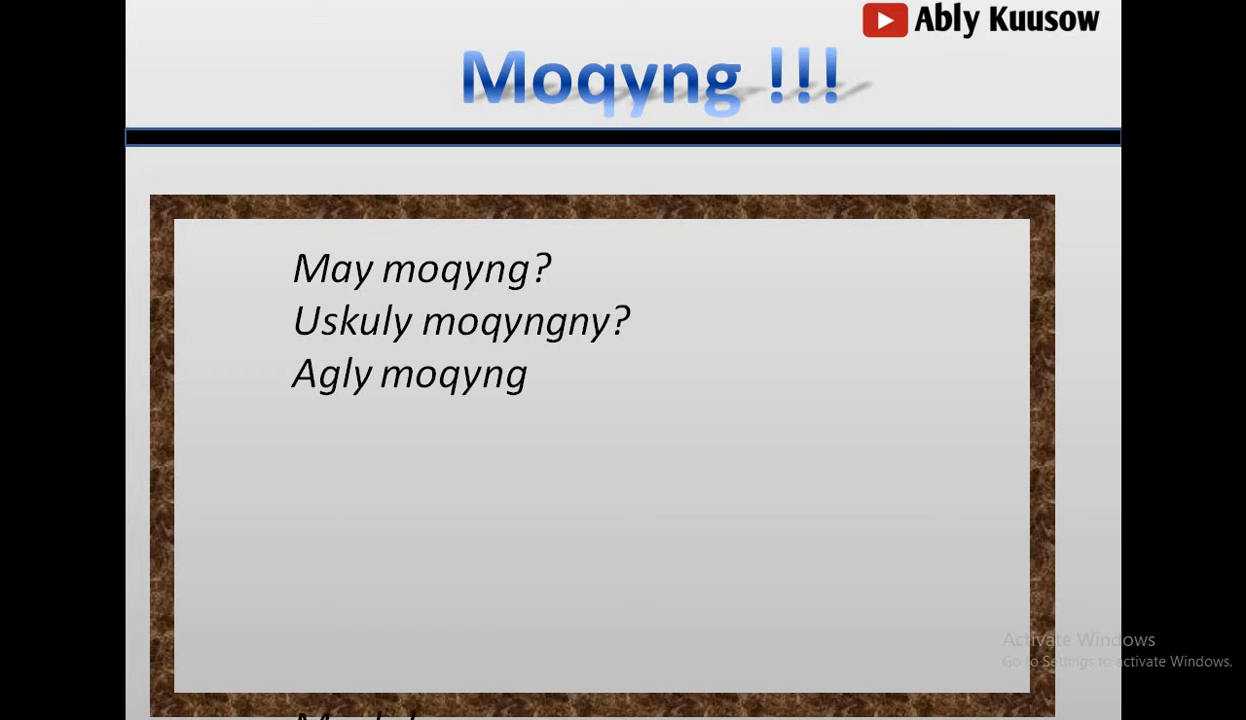 Ably Kuusow
Moqyng !!!
May moqyng?
Uskuly moqyngny?
Agly moqyng
Activate Windows
Go to Settings to activate Windows.